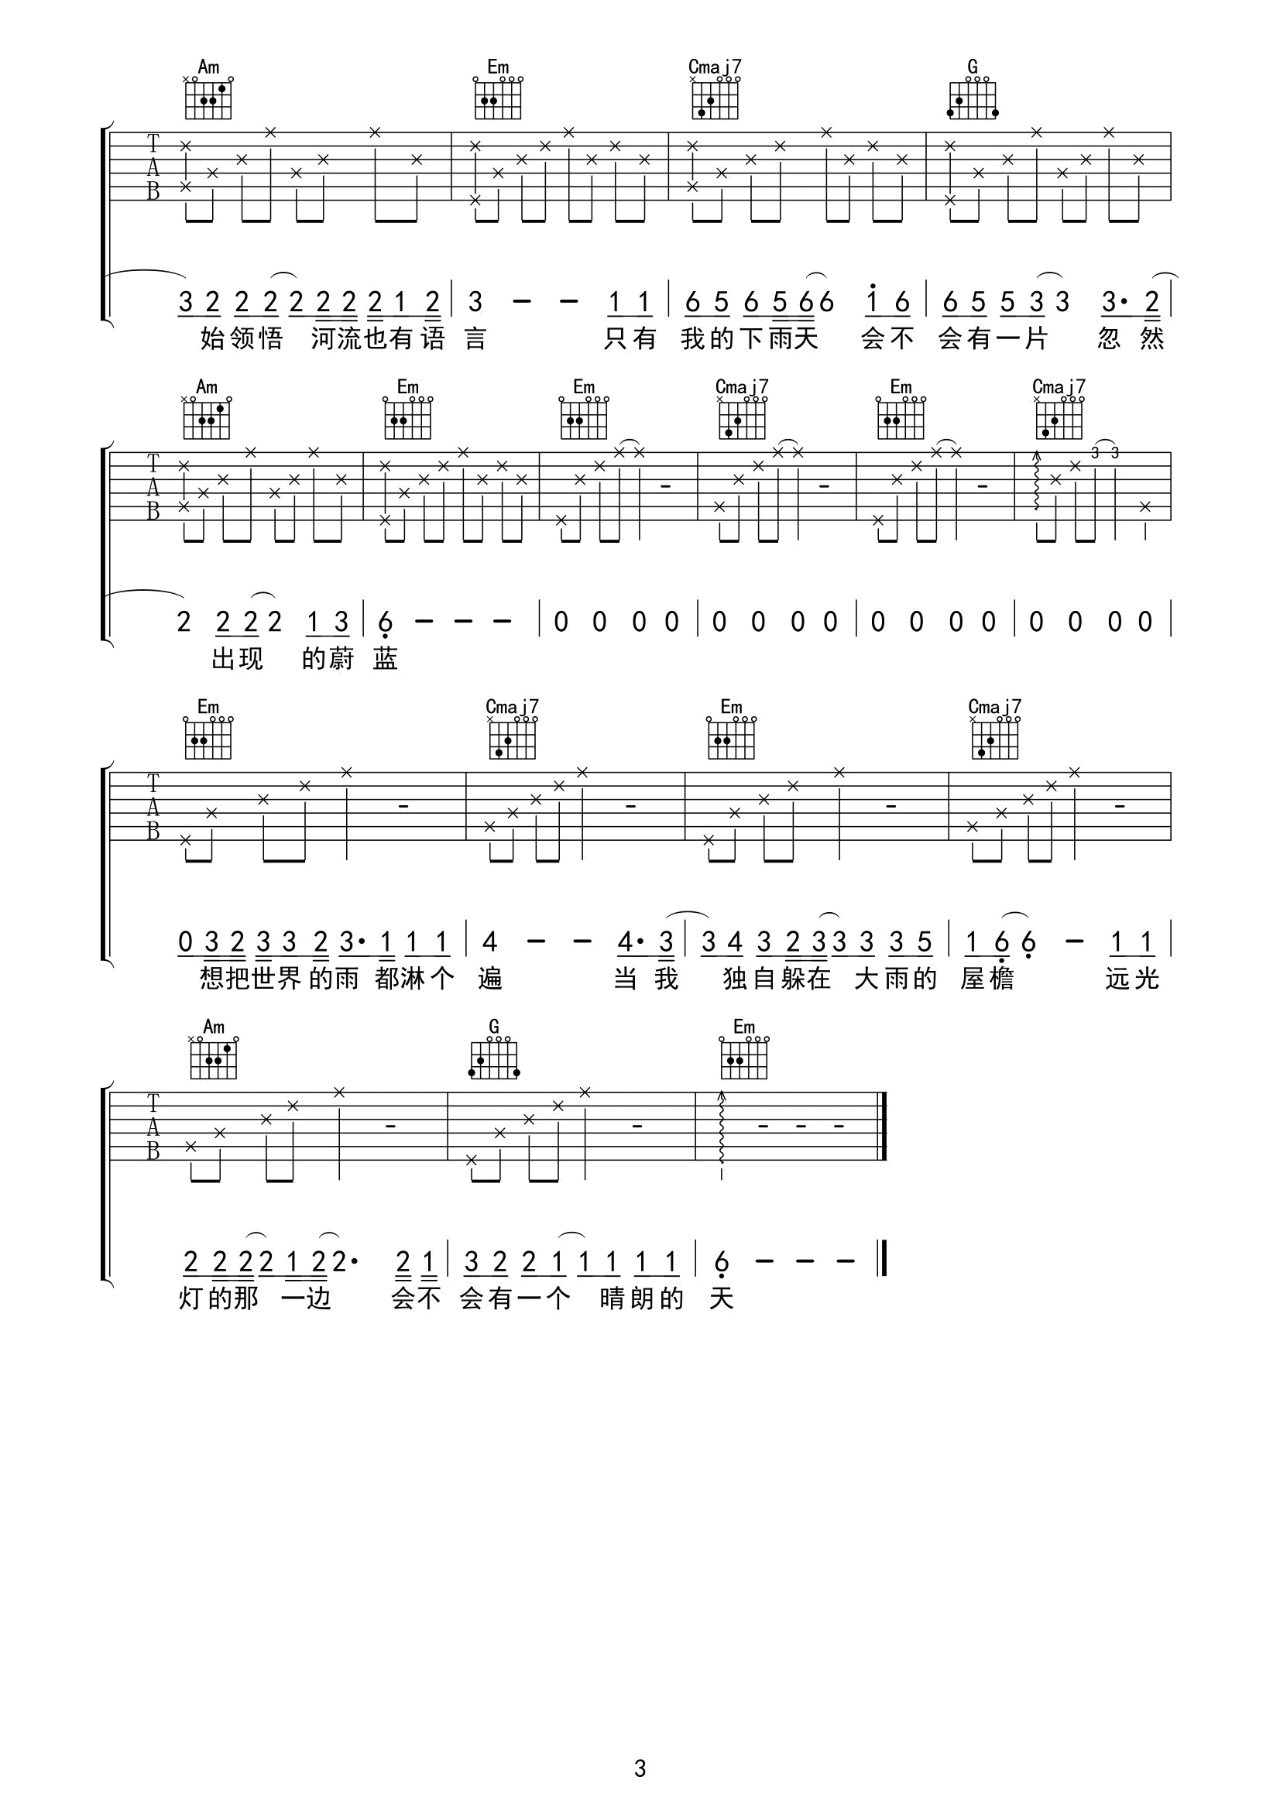 Am Em Cmaj7 G
T
A
B
3 2 2 2 2 2 2 2 1 2 | 3 – – 1 1 | 6 5 6 5 6 6 1 6 | 6 5 5 3 3 3· 2 |
始领悟 河流也有语 言 只有 我的下雨天 会不 会有一片 忽然
Am Em Em Cmaj7 Em Cmaj7
T
A
B
3 3
2 2 2 2 1 3 | 6 – – – | 0 0 0 0 | 0 0 0 0 | 0 0 0 0 | 0 0 0 0 |
出现 的蔚 蓝
Em Cmaj7 Em Cmaj7
T
A
B
0 3 2 3 3 2 3· 1 1 1 | 4 – – 4· 3 | 3 4 3 2 3 3 3 3 5 | 1 6 6 – 1 1 |
想把世界的雨 都淋个 遍 当我 独自躲在 大雨的 屋檐 远光
Am G Em
T
A
B
2 2 2 2 1 2 2· 2 1 | 3 2 2 1 1 1 1 1 | 6 – – –
灯的那 一边 会不 会有一个 晴朗的 天
3